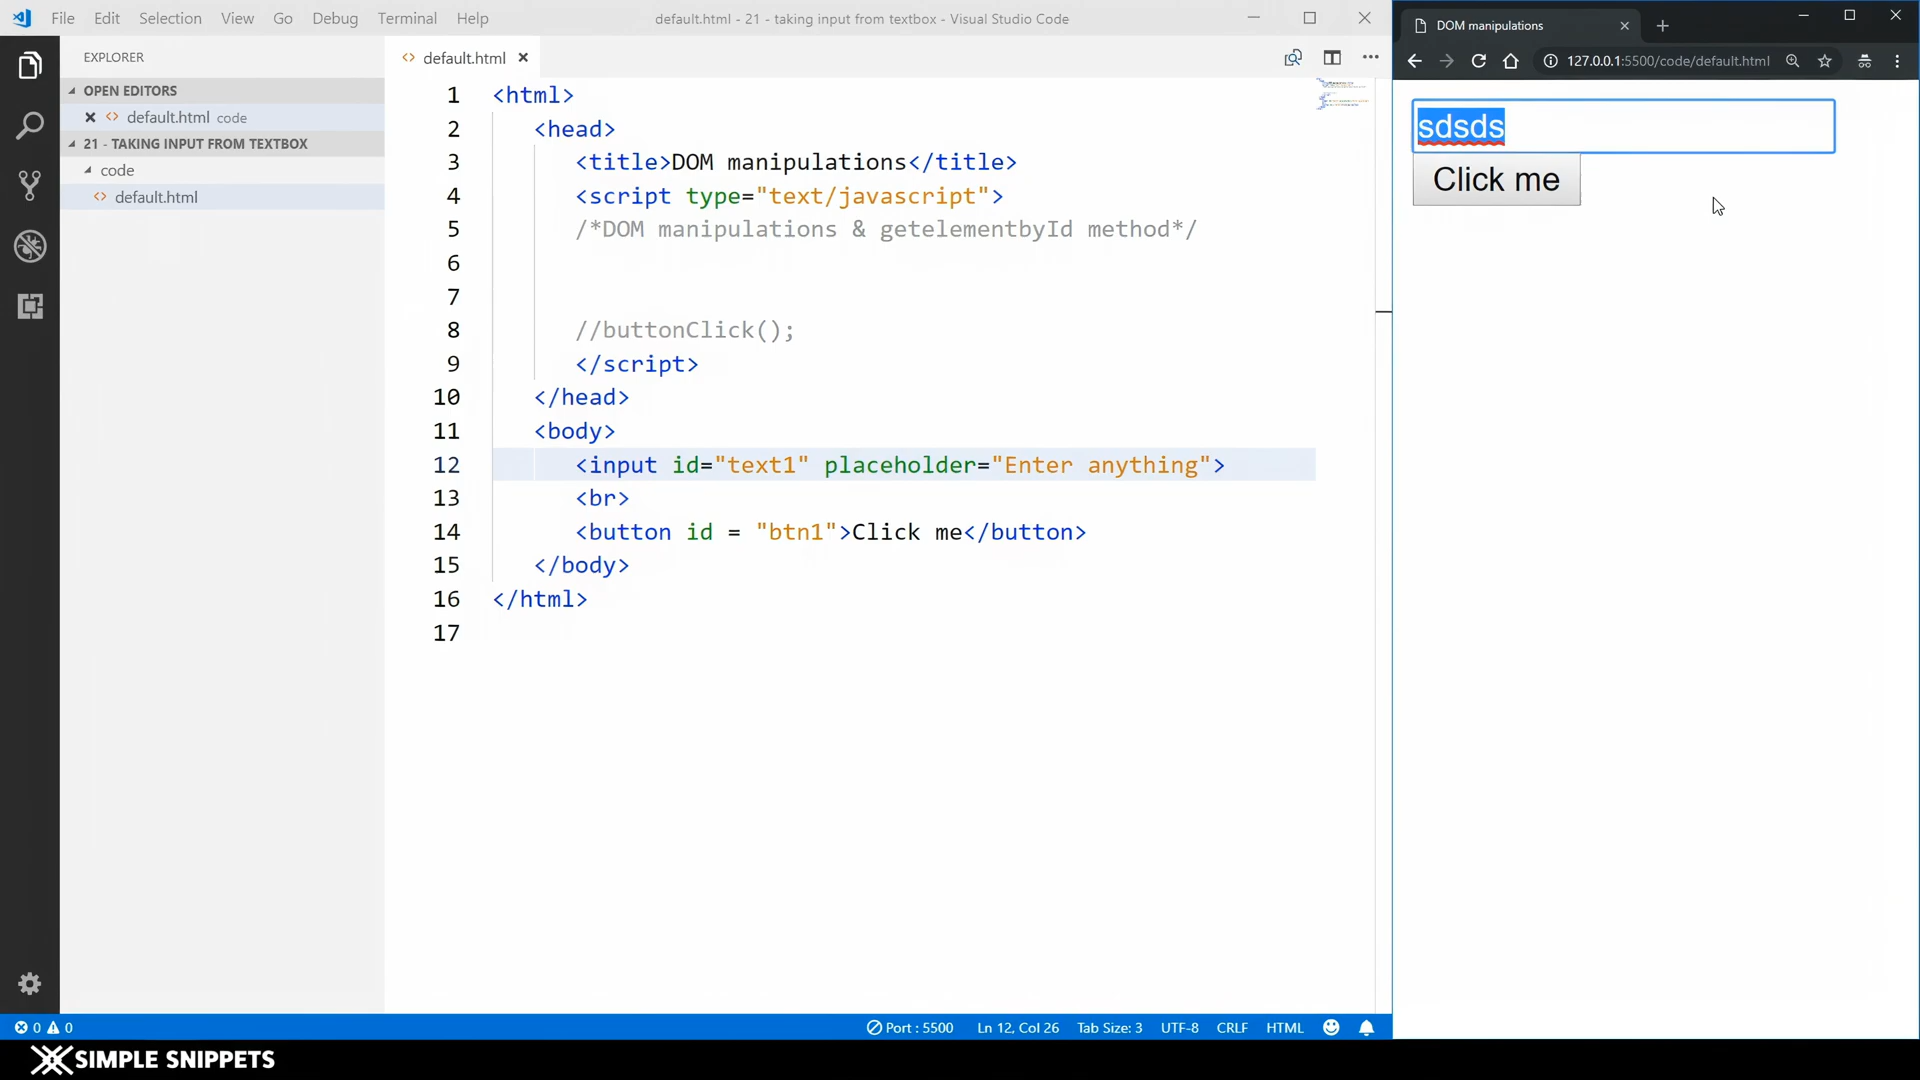 File Edit Selection View Go Debug Terminal Help
default.html - 21 - taking input from textbox - Visual Studio Code
EXPLORER
OPEN EDITORS
default.html code
21 - TAKING INPUT FROM TEXTBOX
code
default.html
default.html
1 <html>
2 <head>
3 <title>DOM manipulations</title>
4 <script type="text/javascript">
5 /*DOM manipulations & getelementbyId method*/
6
7
8 //buttonClick();
9 </script>
10 </head>
11 <body>
12 <input id="text1" placeholder="Enter anything">
13 <br>
14 <button id = "btn1">Click me</button>
15 </body>
16 </html>
17
0 0
Port : 5500 Ln 12, Col 26 Tab Size: 3 UTF-8 CRLF HTML
DOM manipulations
127.0.0.1:5500/code/default.html
sdsds
Click me
SIMPLE SNIPPETS